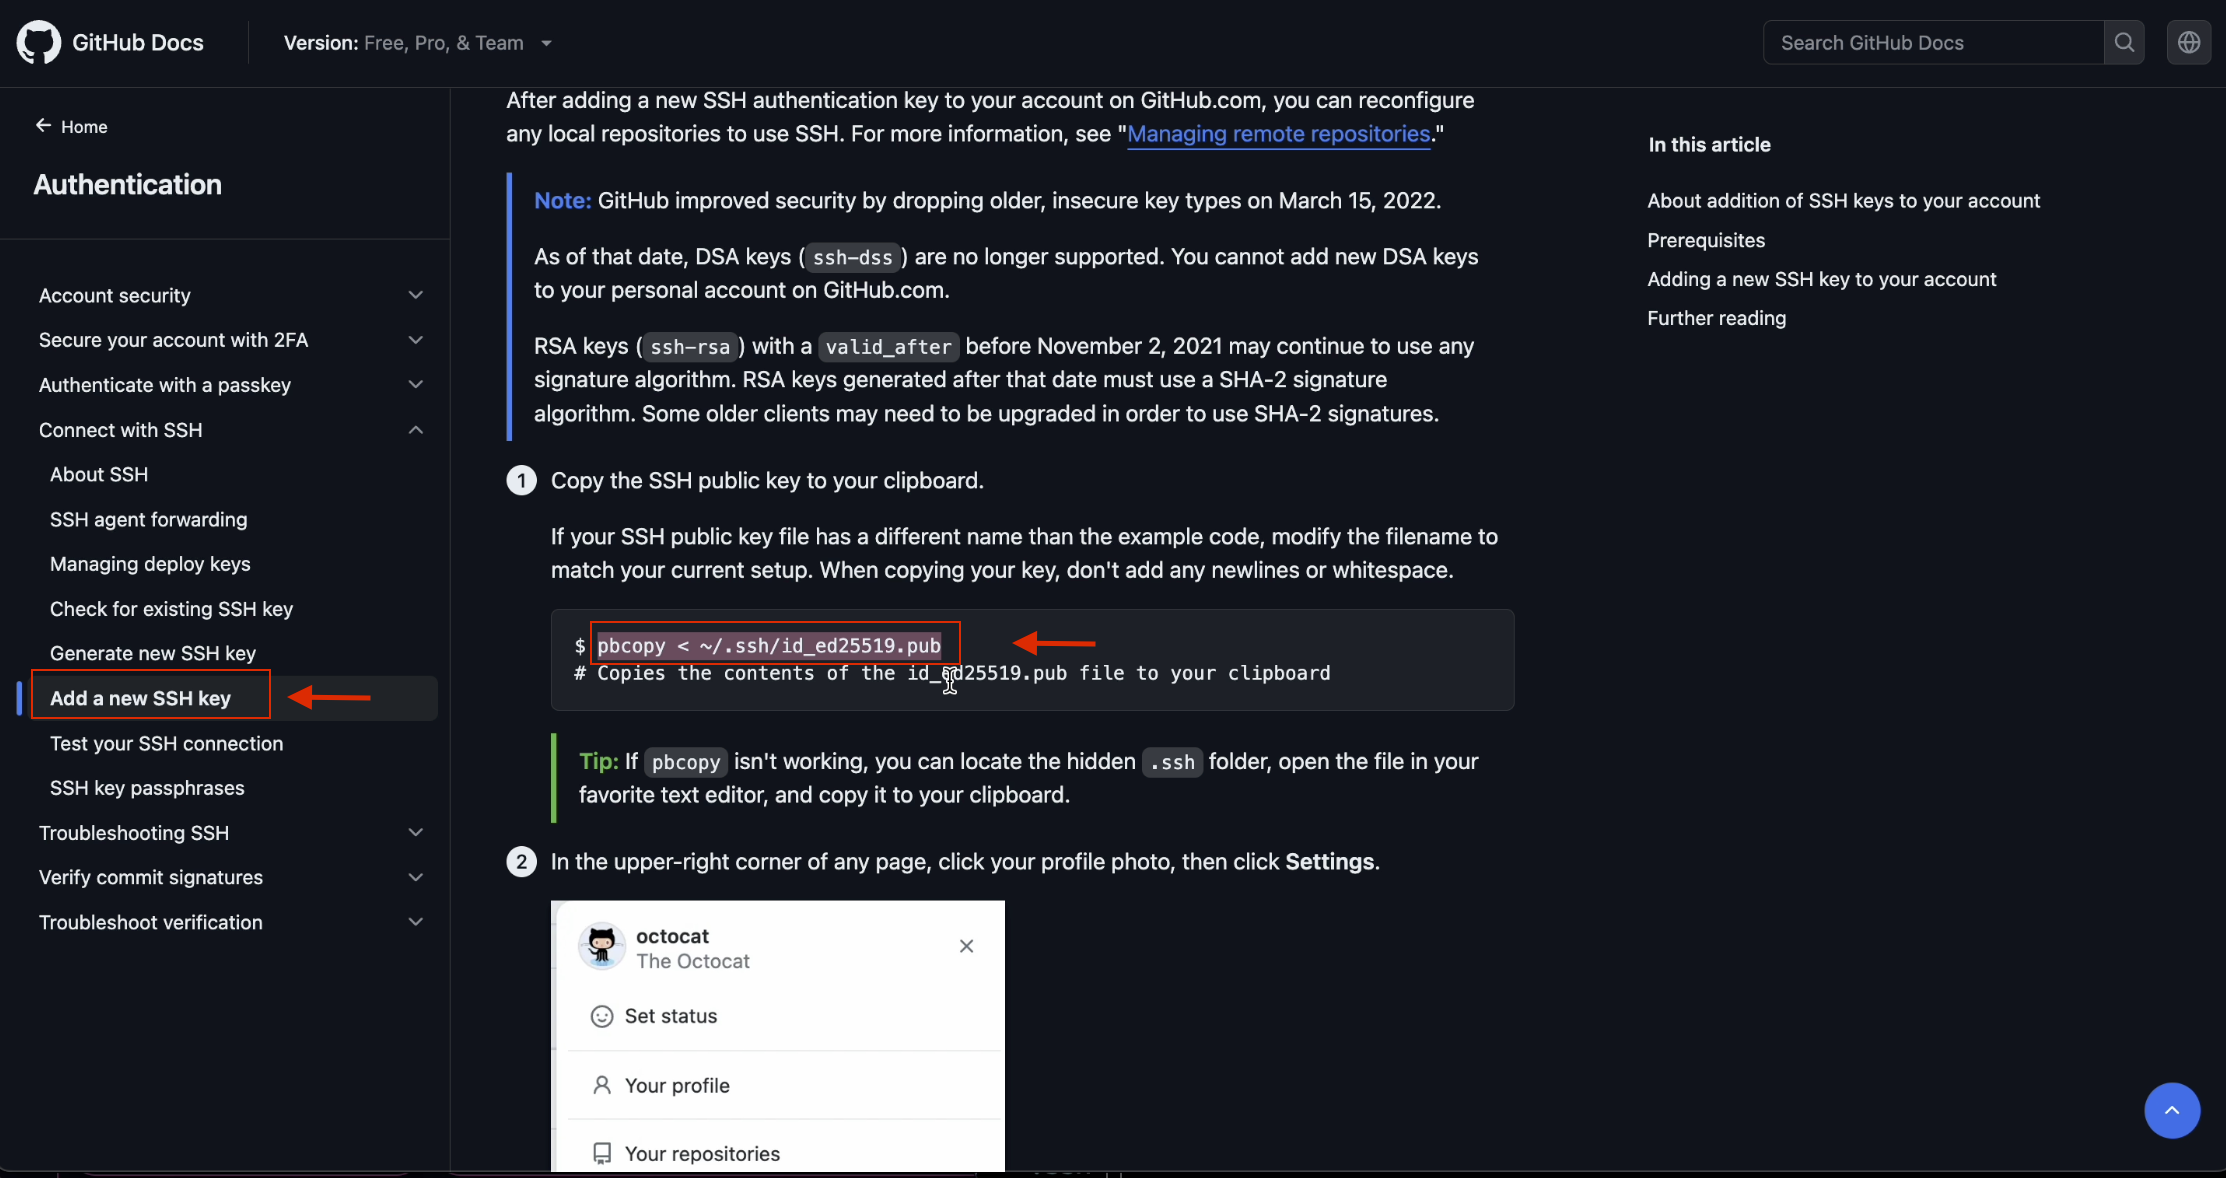 GitHub Docs
Version: Free, Pro, & Team
Search GitHub Docs
Home
Authentication
Account security
Secure your account with 2FA
Authenticate with a passkey
Connect with SSH
About SSH
SSH agent forwarding
Managing deploy keys
Check for existing SSH key
Generate new SSH key
Add a new SSH key
Test your SSH connection
SSH key passphrases
Troubleshooting SSH
Verify commit signatures
Troubleshoot verification
After adding a new SSH authentication key to your account on GitHub.com, you can reconfigure
any local repositories to use SSH. For more information, see "Managing remote repositories."
Note: GitHub improved security by dropping older, insecure key types on March 15, 2022.
As of that date, DSA keys (ssh-dss) are no longer supported. You cannot add new DSA keys
to your personal account on GitHub.com.
RSA keys (ssh-rsa) with a valid_after before November 2, 2021 may continue to use any
signature algorithm. RSA keys generated after that date must use a SHA-2 signature
algorithm. Some older clients may need to be upgraded in order to use SHA-2 signatures.
1 Copy the SSH public key to your clipboard.
If your SSH public key file has a different name than the example code, modify the filename to
match your current setup. When copying your key, don't add any newlines or whitespace.
$ pbcopy < ~/.ssh/id_ed25519.pub
# Copies the contents of the id_ed25519.pub file to your clipboard
Tip: If pbcopy isn't working, you can locate the hidden .ssh folder, open the file in your
favorite text editor, and copy it to your clipboard.
2 In the upper-right corner of any page, click your profile photo, then click Settings.
octocat
The Octocat
Set status
Your profile
Your repositories
In this article
About addition of SSH keys to your account
Prerequisites
Adding a new SSH key to your account
Further reading